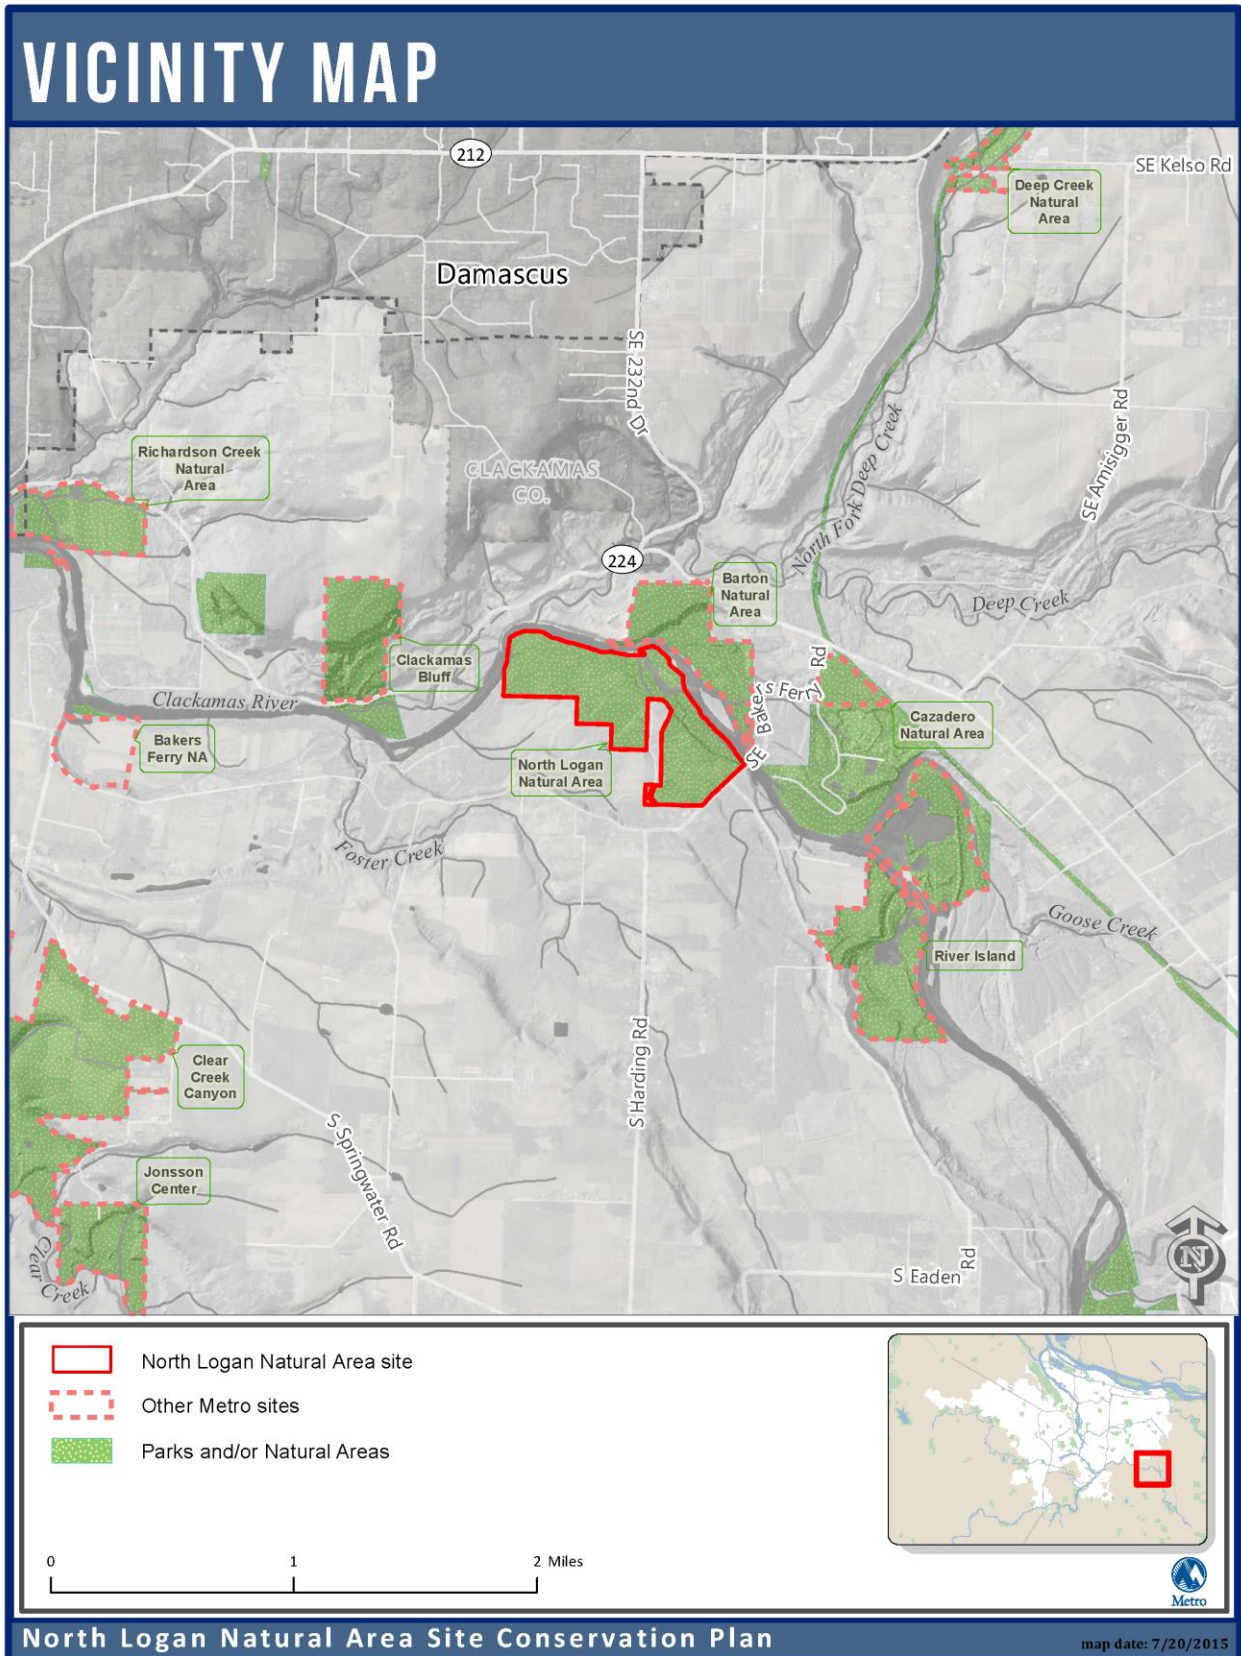 VICINITY MAP
212
SE Kelso Rd
Deep Creek
Natural
Area
Damascus
SE 232nd Dr
SE Amisigger Rd
Richardson Creek
Natural
Area
CLACKAMAS
CO.
North Fork Deep Creek
224
Barton
Natural
Area
Deep Creek
Clackamas
Bluff
SE Bakers Ferry Rd
Clackamas River
Cazadero
Natural Area
Bakers
Ferry NA
North Logan
Natural Area
Foster Creek
Goose Creek
River Island
Clear
Creek
Canyon
S Harding Rd
S Springwater Rd
Jonsson
Center
Clear Creek
S Eaden Rd
N
North Logan Natural Area site
Other Metro sites
Parks and/or Natural Areas
0 1 2 Miles
Metro
North Logan Natural Area Site Conservation Plan
map date: 7/20/2015